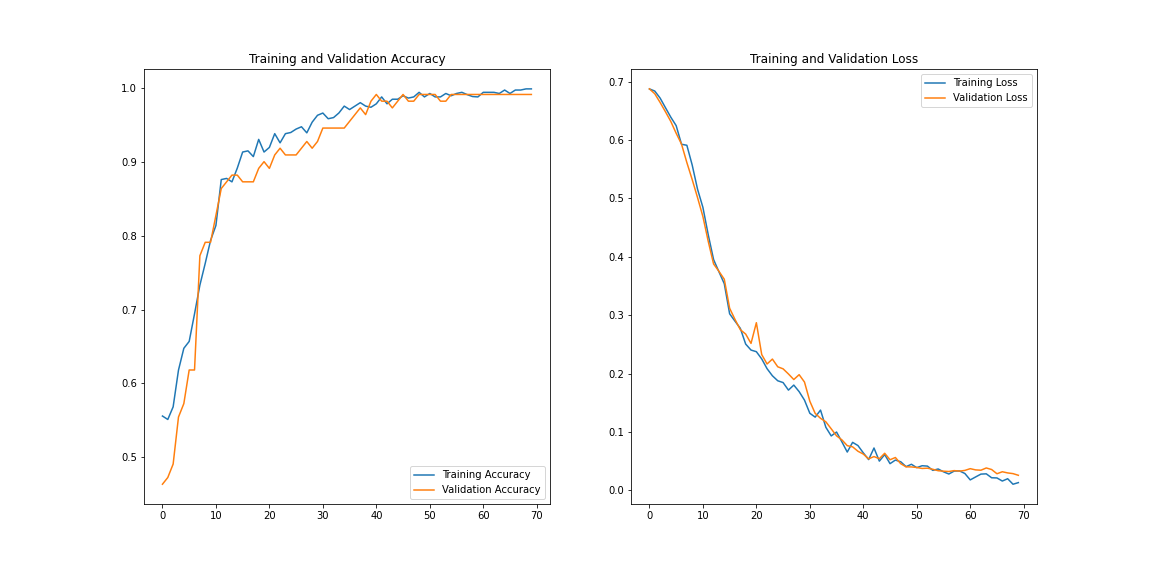 Training and Validation Accuracy
1.0
0.9
0.8
0.7
0.6
0.5
0 10 20 30 40 50 60 70
Training Accuracy
Validation Accuracy
Training and Validation Loss
0.7
0.6
0.5
0.4
0.3
0.2
0.1
0.0
0 10 20 30 40 50 60 70
Training Loss
Validation Loss